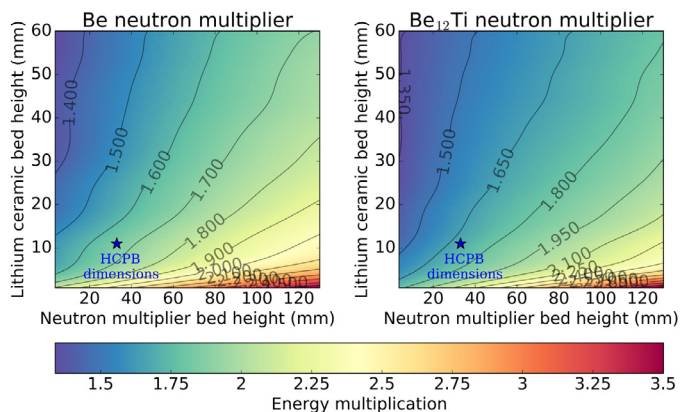 Be neutron multiplier
Be₁₂Ti neutron multiplier
Lithium ceramic bed height (mm)
60
50
40
30
20
10
1.400
1.500
1.600
1.700
1.800
1.900
2.000
HCPB
dimensions
20 40 60 80 100 120
Neutron multiplier bed height (mm)
Lithium ceramic bed height (mm)
60
50
40
30
20
10
1.350
1.500
1.650
1.800
1.950
2.100
HCPB
dimensions
20 40 60 80 100 120
Neutron multiplier bed height (mm)
1.5 1.75 2 2.25 2.5 2.75 3 3.25 3.5
Energy multiplication